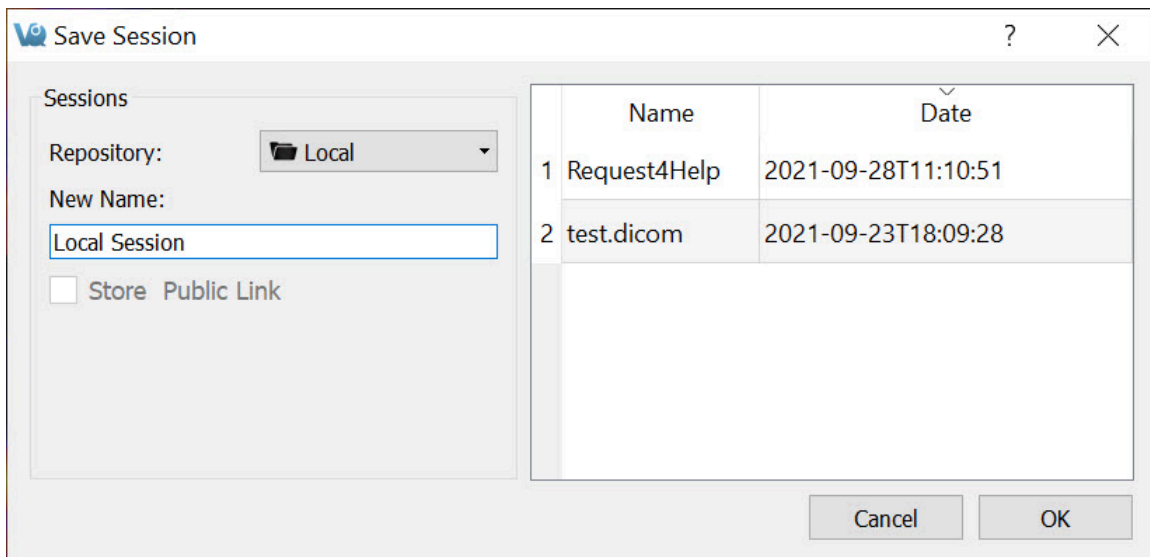 Save Session
?
Sessions
Repository: Local
New Name:
Local Session
Store Public Link
Name Date
1 Request4Help 2021-09-28T11:10:51
2 test.dicom 2021-09-23T18:09:28
Cancel OK